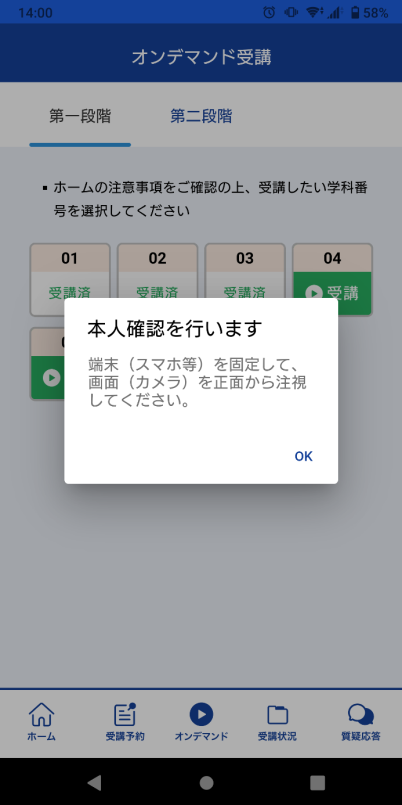 14:00
58%
オンデマンド受講
第一段階
第二段階
▪ ホームの注意事項をご確認の上、受講したい学科番
号を選択してください
01
02
03
04
受講済
受講済
受講済
受講
本人確認を行います
端末（スマホ等）を固定して、
画面（カメラ）を正面から注視
してください。
OK
ホーム
受講予約
オンデマンド
受講状況
質疑応答